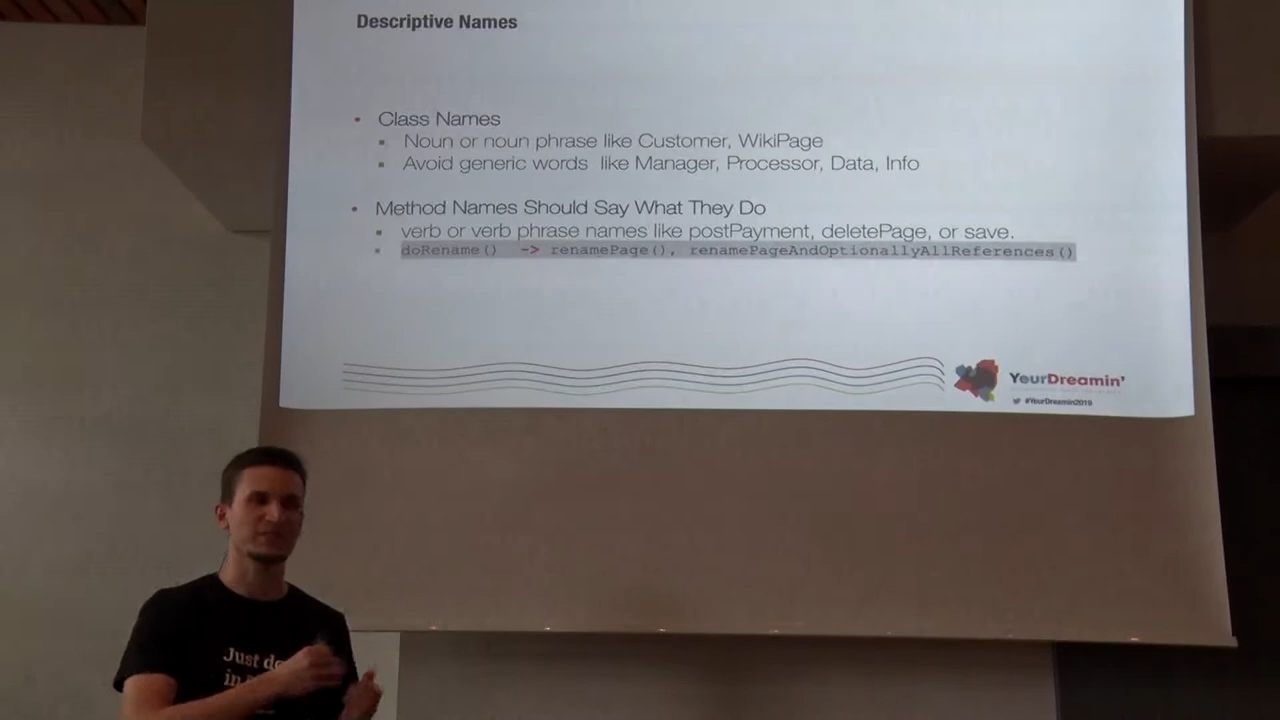 Descriptive Names
• Class Names
▪ Noun or noun phrase like Customer, WikiPage
▪ Avoid generic words like Manager, Processor, Data, Info
• Method Names Should Say What They Do
▪ verb or verb phrase names like postPayment, deletePage, or save.
▪ doRename() -> renamePage(), renamePageAndOptionallyAllReferences()
YourDreamin'
#YourDreamin2019
Just
in